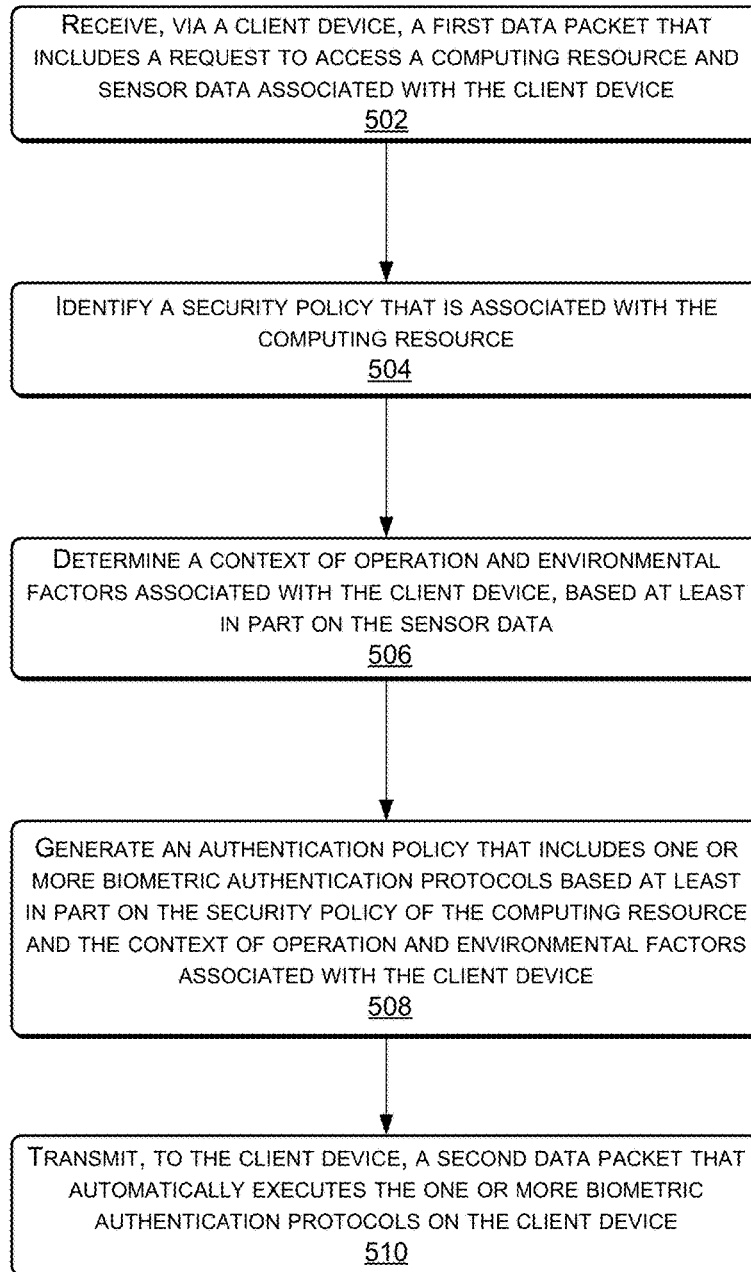 RECEIVE, VIA A CLIENT DEVICE, A FIRST DATA PACKET THAT
INCLUDES A REQUEST TO ACCESS A COMPUTING RESOURCE AND
SENSOR DATA ASSOCIATED WITH THE CLIENT DEVICE
502
IDENTIFY A SECURITY POLICY THAT IS ASSOCIATED WITH THE
COMPUTING RESOURCE
504
DETERMINE A CONTEXT OF OPERATION AND ENVIRONMENTAL
FACTORS ASSOCIATED WITH THE CLIENT DEVICE, BASED AT LEAST
IN PART ON THE SENSOR DATA
506
GENERATE AN AUTHENTICATION POLICY THAT INCLUDES ONE OR
MORE BIOMETRIC AUTHENTICATION PROTOCOLS BASED AT LEAST
IN PART ON THE SECURITY POLICY OF THE COMPUTING RESOURCE
AND THE CONTEXT OF OPERATION AND ENVIRONMENTAL FACTORS
ASSOCIATED WITH THE CLIENT DEVICE
508
TRANSMIT, TO THE CLIENT DEVICE, A SECOND DATA PACKET THAT
AUTOMATICALLY EXECUTES THE ONE OR MORE BIOMETRIC
AUTHENTICATION PROTOCOLS ON THE CLIENT DEVICE
510